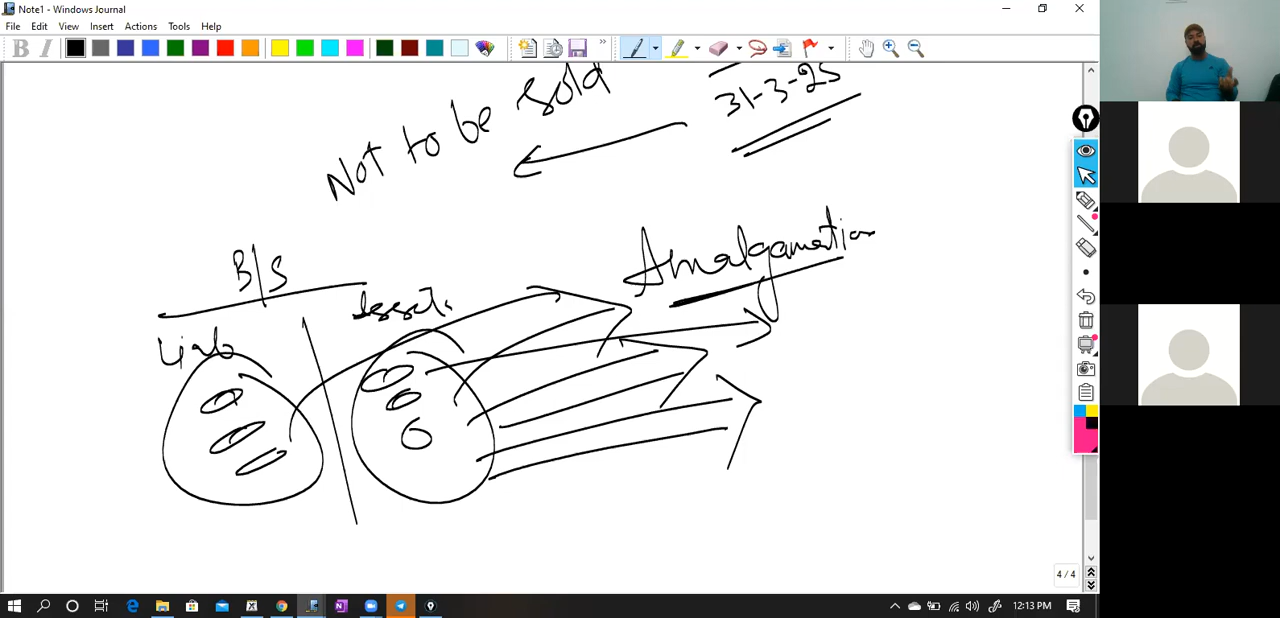 Note1 - Windows Journal
File Edit View Insert Actions Tools Help
B I
Not to be sold
31-3-25
Amalgamation
B/S
Liab
Assets
4/4
12:13 PM